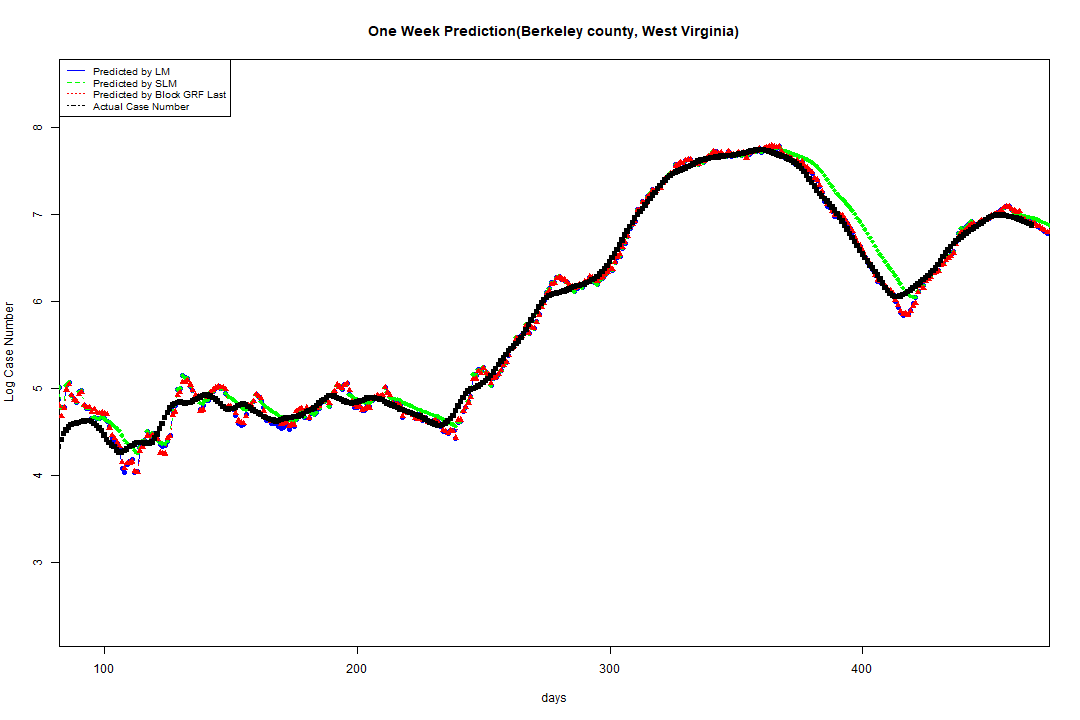 One Week Prediction(Berkeley county, West Virginia)
Predicted by LM
Predicted by SLM
Predicted by Block GRF Last
Actual Case Number
8
7
6
5
4
3
Log Case Number
100 200 300 400
days